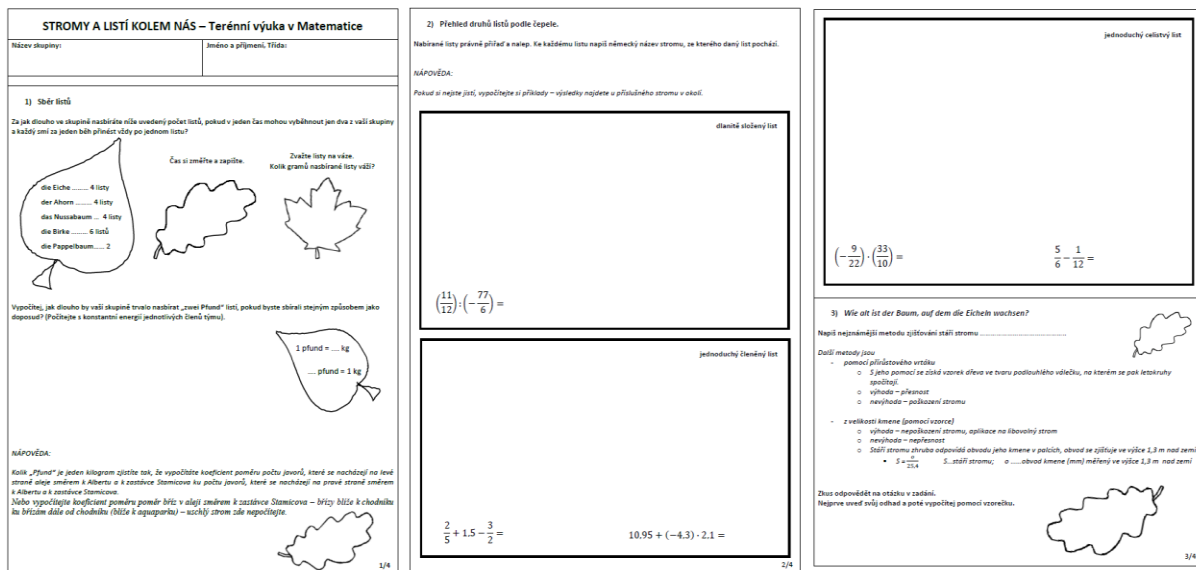 STROMY A LISTÍ KOLEM NÁS – Terénní výuka v Matematice
Název skupiny:
Jméno a příjmení, Třída:
1) Sběr listů
Za jak dlouho ve skupině nasbíráte níže uvedený počet listů, pokud v jeden čas mohou vyběhnout jen dva z vaší skupiny
a každý smí za jeden běh přinést vždy po jednom listu?
die Eiche ........ 4 listy
der Ahorn ........ 4 listy
das Nussabaum ... 4 listy
die Birke ........ 6 listů
die Pappelbaum..... 2
Čas si změřte a zapište.
Zvažte listy na váze.
Kolik gramů nasbírané listy váží?
Vypočítej, jak dlouho by vaší skupině trvalo nasbírat „zwei Pfund" listí, pokud byste sbírali stejným způsobem jako
doposud? (Počítejte s konstantní energií jednotlivých členů týmu).
1 pfund = .... kg
.... pfund = 1 kg
NÁPOVĚDA:
Kolik „Pfund" je jeden kilogram zjistíte tak, že vypočítáte koeficient poměru počtu javorů, které se nacházejí na levé
straně aleje směrem k Albertu a k zastávce Stamicova ku počtu javorů, které se nacházejí na pravé straně směrem
k Albertu a k zastávce Stamicova.
Nebo vypočítejte koeficient poměru poměr bříz v aleji směrem k zastávce Stamicova – břízy blíže k chodníku
ku břízám dále od chodníku (blíže k aquaparku) – uschlý strom zde nepočítejte.
1/4
2) Přehled druhů listů podle čepele.
Nabírané listy právně přiřaď a nalep. Ke každému listu napiš německý název stromu, ze kterého daný list pochází.
NÁPOVĚDA:
Pokud si nejste jistí, vypočítejte si příklady – výsledky najdete u příslušného stromu v okolí.
dlanitě složený list
(11/12) : (−77/6) =
jednoduchý členěný list
2/5 + 1.5 − 3/2 =
10.95 + (−4.3) · 2.1 =
2/4
jednoduchý celistvý list
(−9/22) · (33/10) =
5/6 − 1/12 =
3) Wie alt ist der Baum, auf dem die Eicheln wachsen?
Napiš nejznámější metodu zjišťování stáří stromu ..............................
Další metody jsou
- pomocí přírůstového vrtáku
o S jeho pomocí se získá vzorek dřeva ve tvaru podlouhlého válečku, na kterém se pak letokruhy
spočítají.
o výhoda – přesnost
o nevýhoda – poškození stromu
- z velikosti kmene (pomocí vzorce)
o výhoda – nepoškození stromu, aplikace na libovolný strom
o nevýhoda – nepřesnost
o Stáří stromu zhruba odpovídá obvodu jeho kmene v palcích, obvod se zjišťuje ve výšce 1,3 m nad zemí
▪ S = o/25,4 S...stáří stromu; o .....obvod kmene (mm) měřený ve výšce 1,3 m nad zemí
Zkus odpovědět na otázku v zadání.
Nejprve uveď svůj odhad a poté vypočítej pomocí vzorečku.
3/4